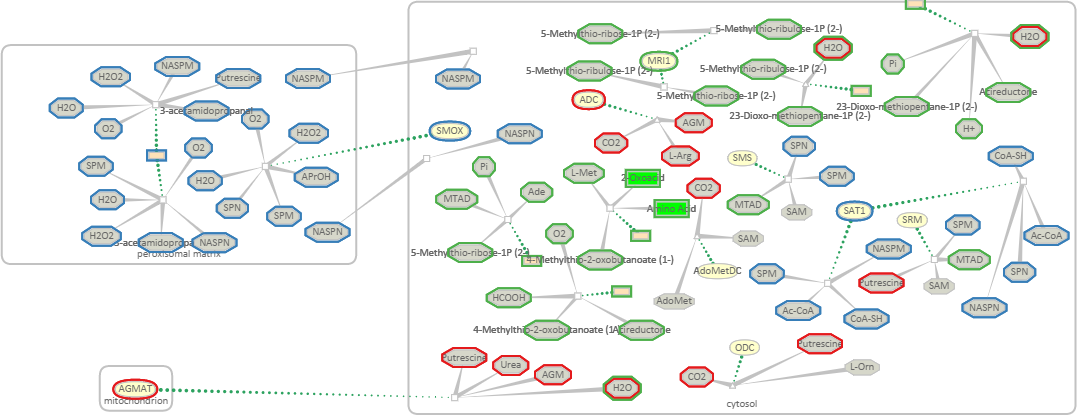 5-Methylthio-ribose-1P (2-)
5-Methylthio-ribulose-1P (2-)
H2O
H2O
NASPM
H2O2
Putrescine
NASPM
NASPM
MRI1
5-Methylthio-ribulose-1P (2-)
5-Methylthio-ribulose-1P (2-)
Pi
5-Methylthio-ribose-1P (2-)
Acireductone
H2O
3-acetamidopropanal
O2
ADC
23-Dioxo-methiopentane-1P (2-)
23-Dioxo-methiopentane-1P (2-)
O2
H2O2
SMOX
NASPN
AGM
H+
CO2
O2
SPN
L-Arg
SMS
CoA-SH
SPM
H2O
APrOH
Pi
L-Met
2-Oxoacid
CO2
SPM
MTAD
Ade
H2O
SPN
SPM
Amino Acid
MTAD
SAM
SAT1
SRM
SPM
H2O2
3-acetamidopropanal
NASPN
NASPN
O2
SAM
Ac-CoA
peroxisomal matrix
5-Methylthio-ribose-1P (2-)
4-Methylthio-2-oxobutanoate (1-)
NASPM
AdoMetDC
SPM
MTAD
SPN
Putrescine
SAM
HCOOH
AdoMet
Ac-CoA
CoA-SH
NASPN
4-Methylthio-2-oxobutanoate (1-)
Acireductone
Putrescine
Urea
AGM
ODC
Putrescine
L-Orn
CO2
AGMAT
mitochondrion
H2O
cytosol